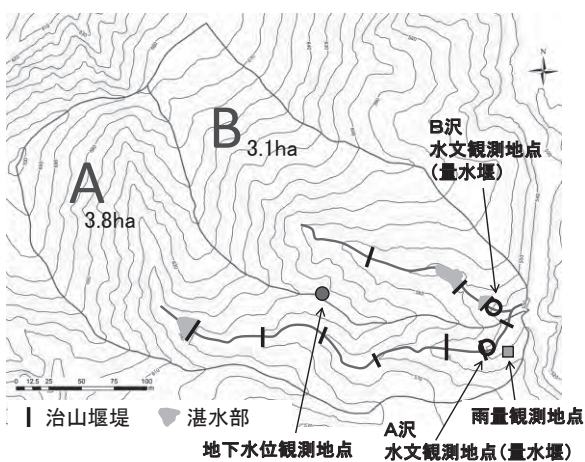 N
B
3.1ha
A
3.8ha
B沢
水文観測地点
(量水堰)
0 12.5 25 50 75 100
治山堰堤
湛水部
地下水位観測地点
A沢
水文観測地点(量水堰)
雨量観測地点